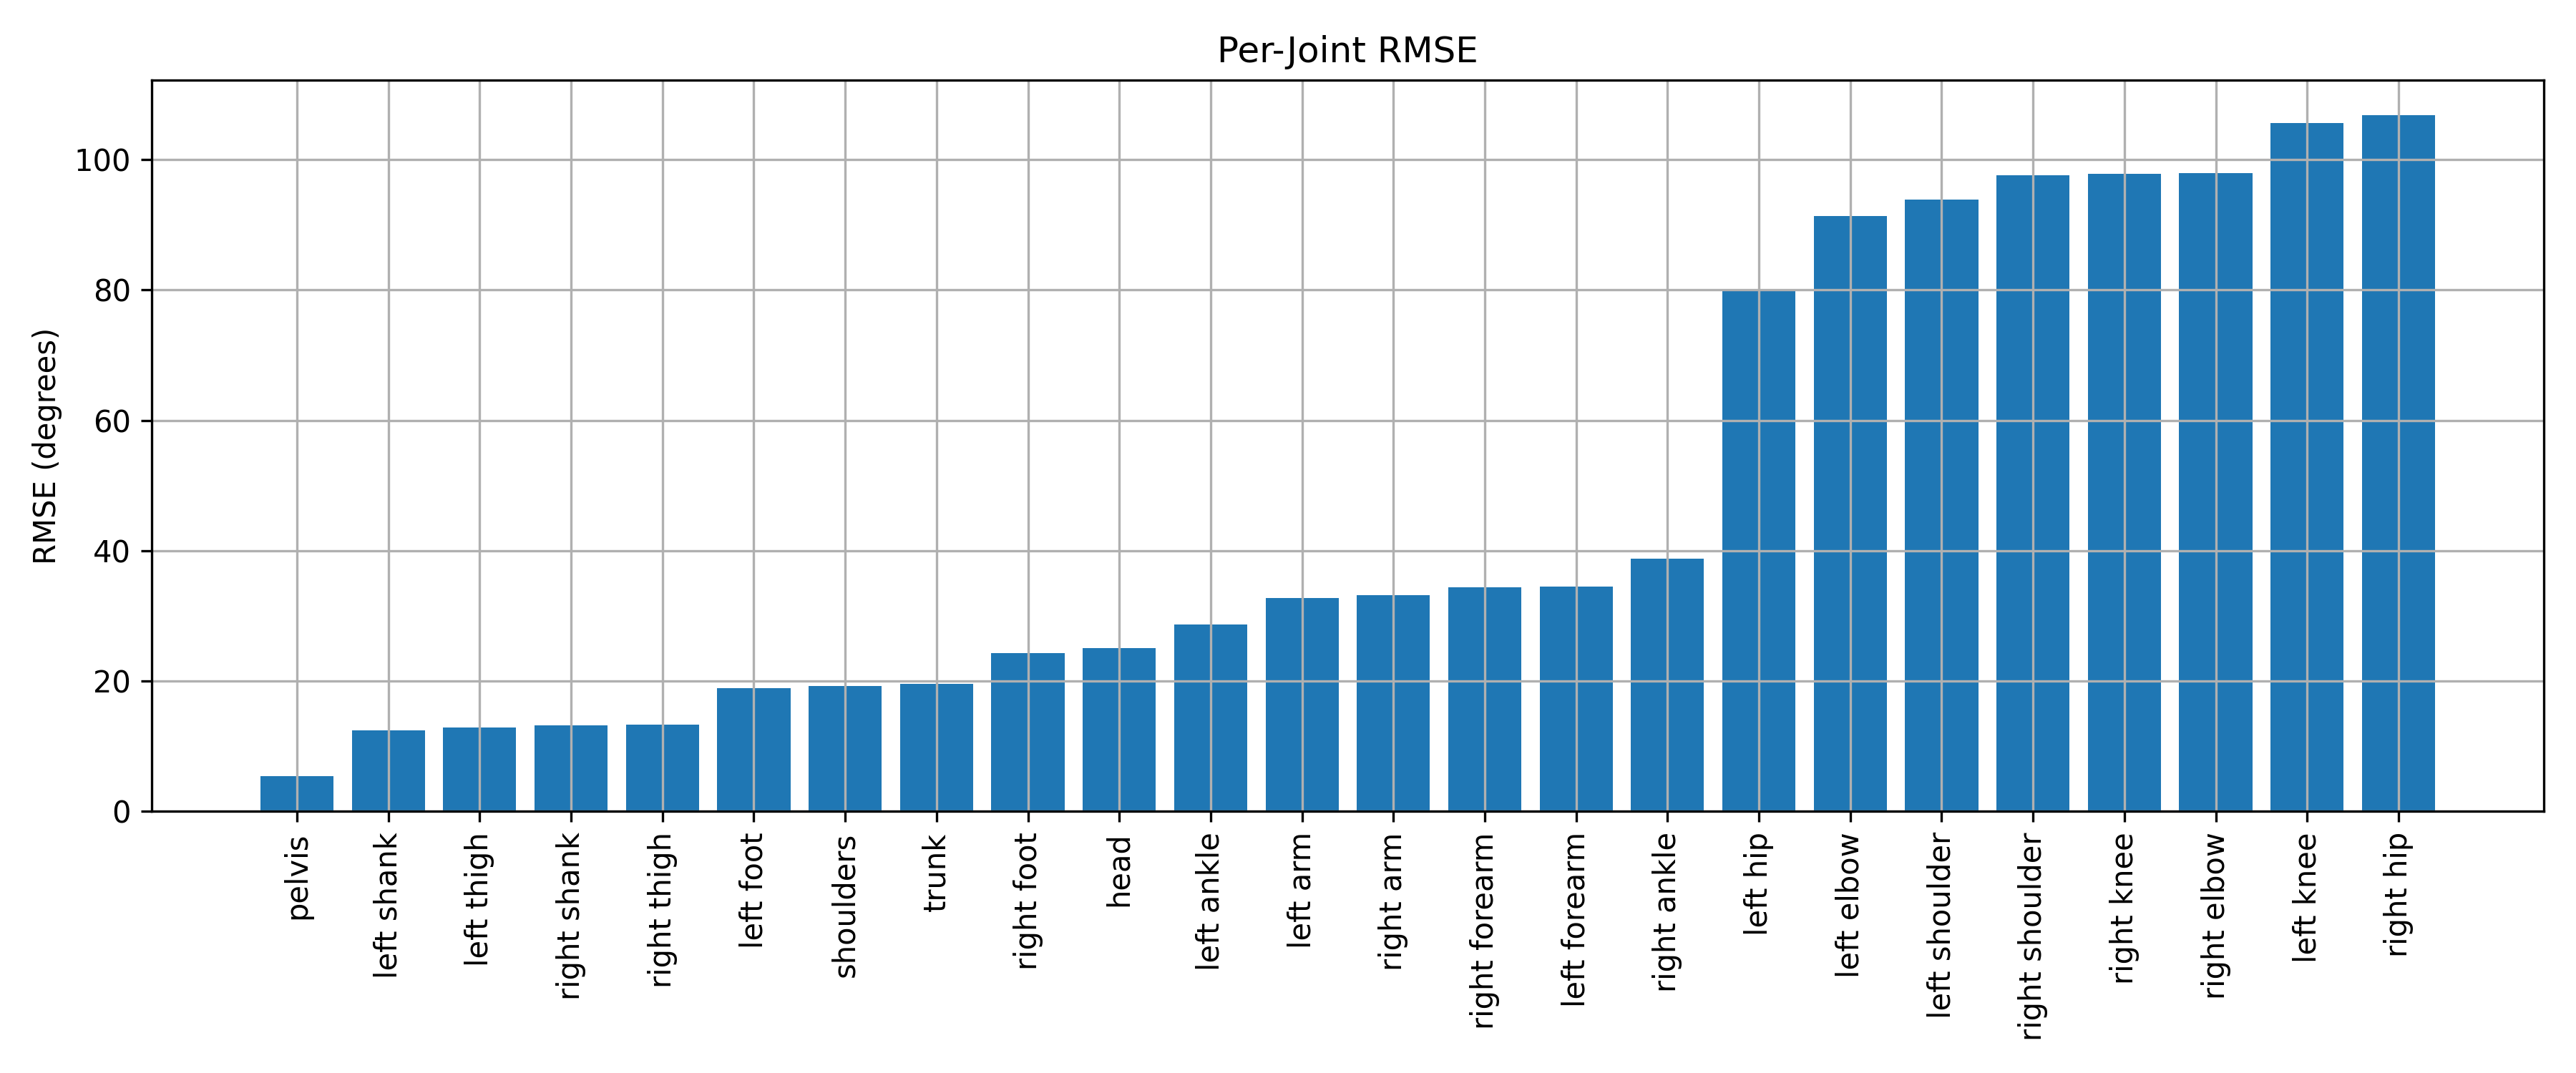 Per-Joint RMSE
RMSE (degrees)
100
80
60
40
20
0
pelvis
left shank
left thigh
right shank
right thigh
left foot
shoulders
trunk
right foot
head
left ankle
left arm
right arm
right forearm
left forearm
right ankle
left hip
left elbow
left shoulder
right shoulder
right knee
right elbow
left knee
right hip